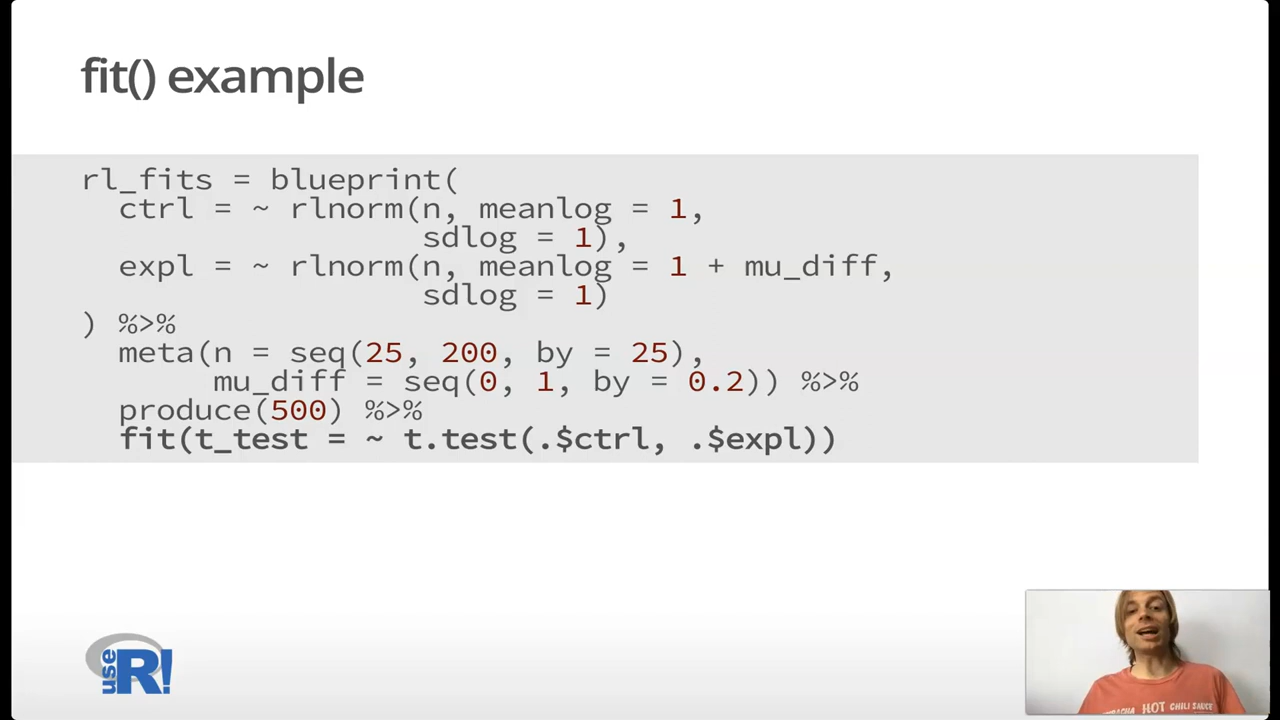 fit() example
rl_fits = blueprint(
ctrl = ~ rlnorm(n, meanlog = 1,
sdlog = 1),
expl = ~ rlnorm(n, meanlog = 1 + mu_diff,
sdlog = 1)
) %>%
meta(n = seq(25, 200, by = 25),
mu_diff = seq(0, 1, by = 0.2)) %>%
produce(500) %>%
fit(t_test = ~ t.test(.$ctrl, .$expl))
use R!
HOT CHILI SAUCE